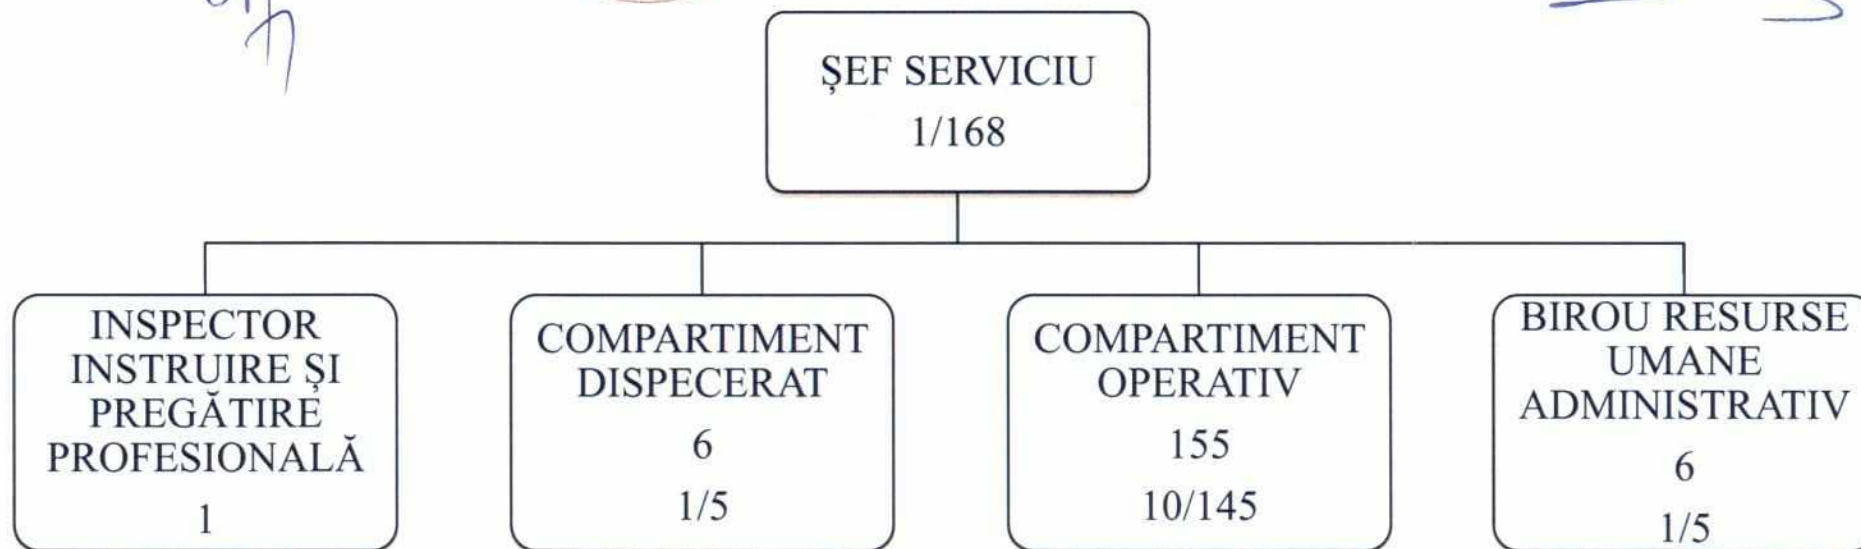 ȘEF SERVICIU
1/168
INSPECTOR
INSTRUIRE ȘI
PREGĂTIRE
PROFESIONALĂ
1
COMPARTIMENT
DISPECERAT
6
1/5
COMPARTIMENT
OPERATIV
155
10/145
BIROU RESURSE
UMANE
ADMINISTRATIV
6
1/5